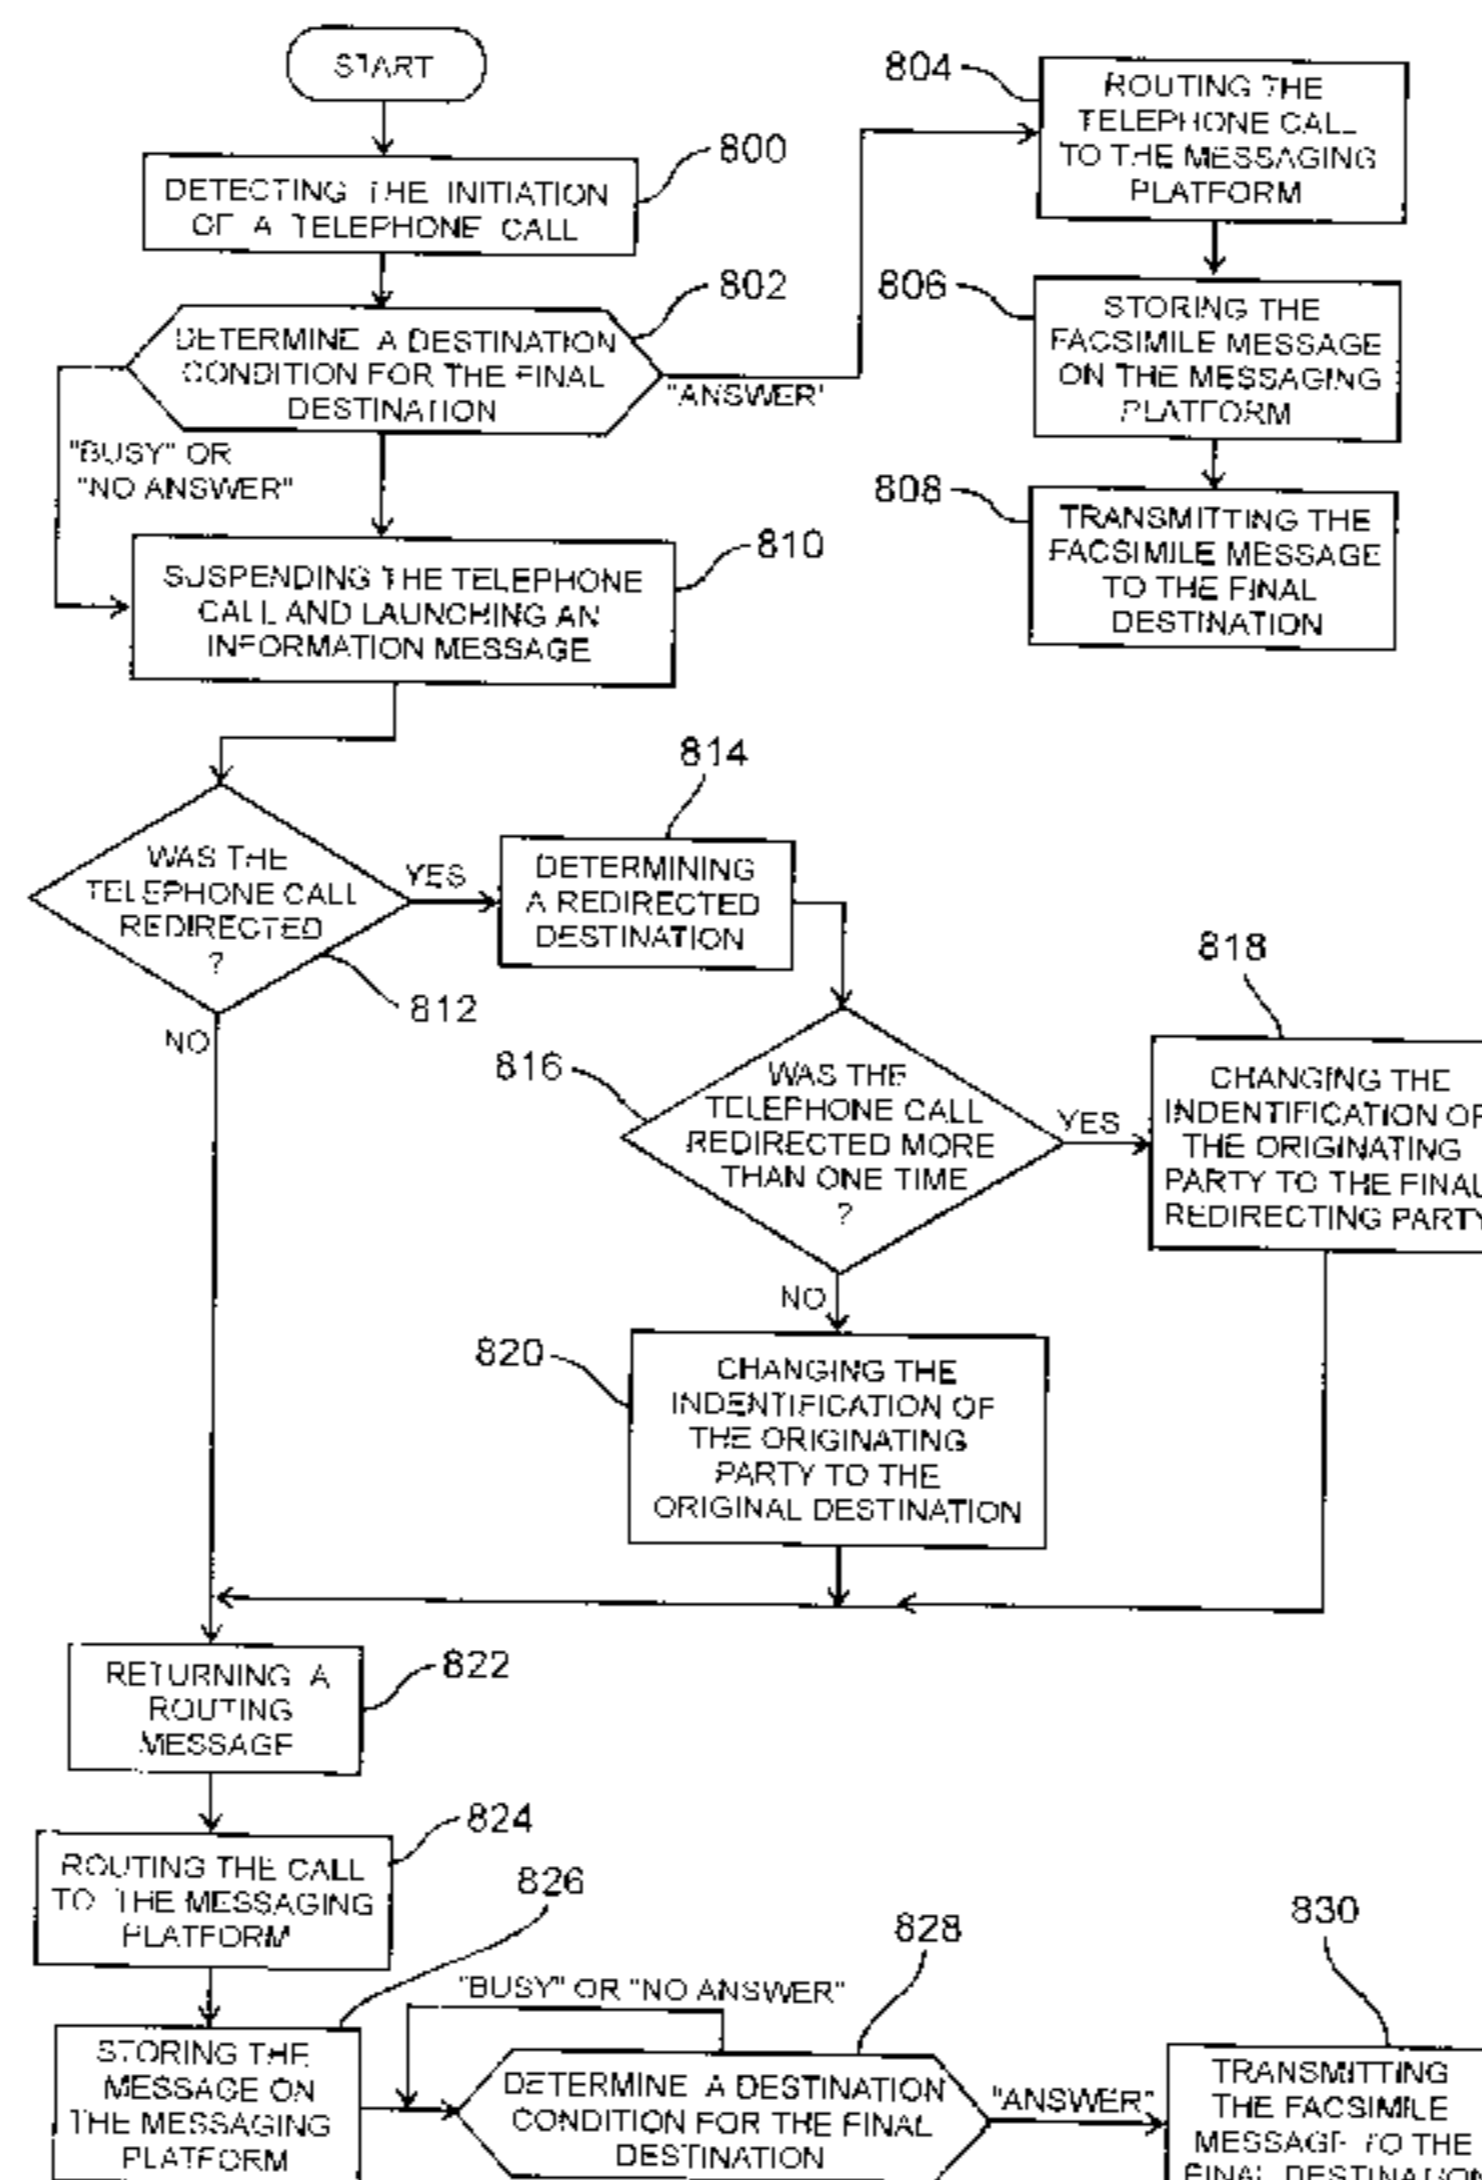 START
800
DETECTING THE INITIATION
OF A TELEPHONE CALL
802
DETERMINE A DESTINATION
CONDITION FOR THE FINAL
DESTINATION
"ANSWER"
"BUSY" OR
"NO ANSWER"
804
ROUTING THE
TELEPHONE CALL
TO THE MESSAGING
PLATFORM
806
STORING THE
FACSIMILE MESSAGE
ON THE MESSAGING
PLATFORM
808
TRANSMITTING THE
FACSIMILE MESSAGE
TO THE FINAL
DESTINATION
810
SUSPENDING THE TELEPHONE
CALL AND LAUNCHING AN
INFORMATION MESSAGE
WAS THE
TELEPHONE CALL
REDIRECTED
?
812
YES
NO
814
DETERMINING
A REDIRECTED
DESTINATION
816
WAS THE
TELEPHONE CALL
REDIRECTED MORE
THAN ONE TIME
?
YES
NO
818
CHANGING THE
INDENTIFICATION OF
THE ORIGINATING
PARTY TO THE FINAL
REDIRECTING PARTY
820
CHANGING THE
INDENTIFICATION OF
THE ORIGINATING
PARTY TO THE
ORIGINAL DESTINATION
822
RETURNING A
ROUTING
MESSAGE
824
ROUTING THE CALL
TO THE MESSAGING
PLATFORM
826
STORING THE
MESSAGE ON
THE MESSAGING
PLATFORM
"BUSY" OR "NO ANSWER"
828
DETERMINE A DESTINATION
CONDITION FOR THE FINAL
DESTINATION
"ANSWER"
830
TRANSMITTING
THE FACSIMILE
MESSAGE TO THE
FINAL DESTINATION